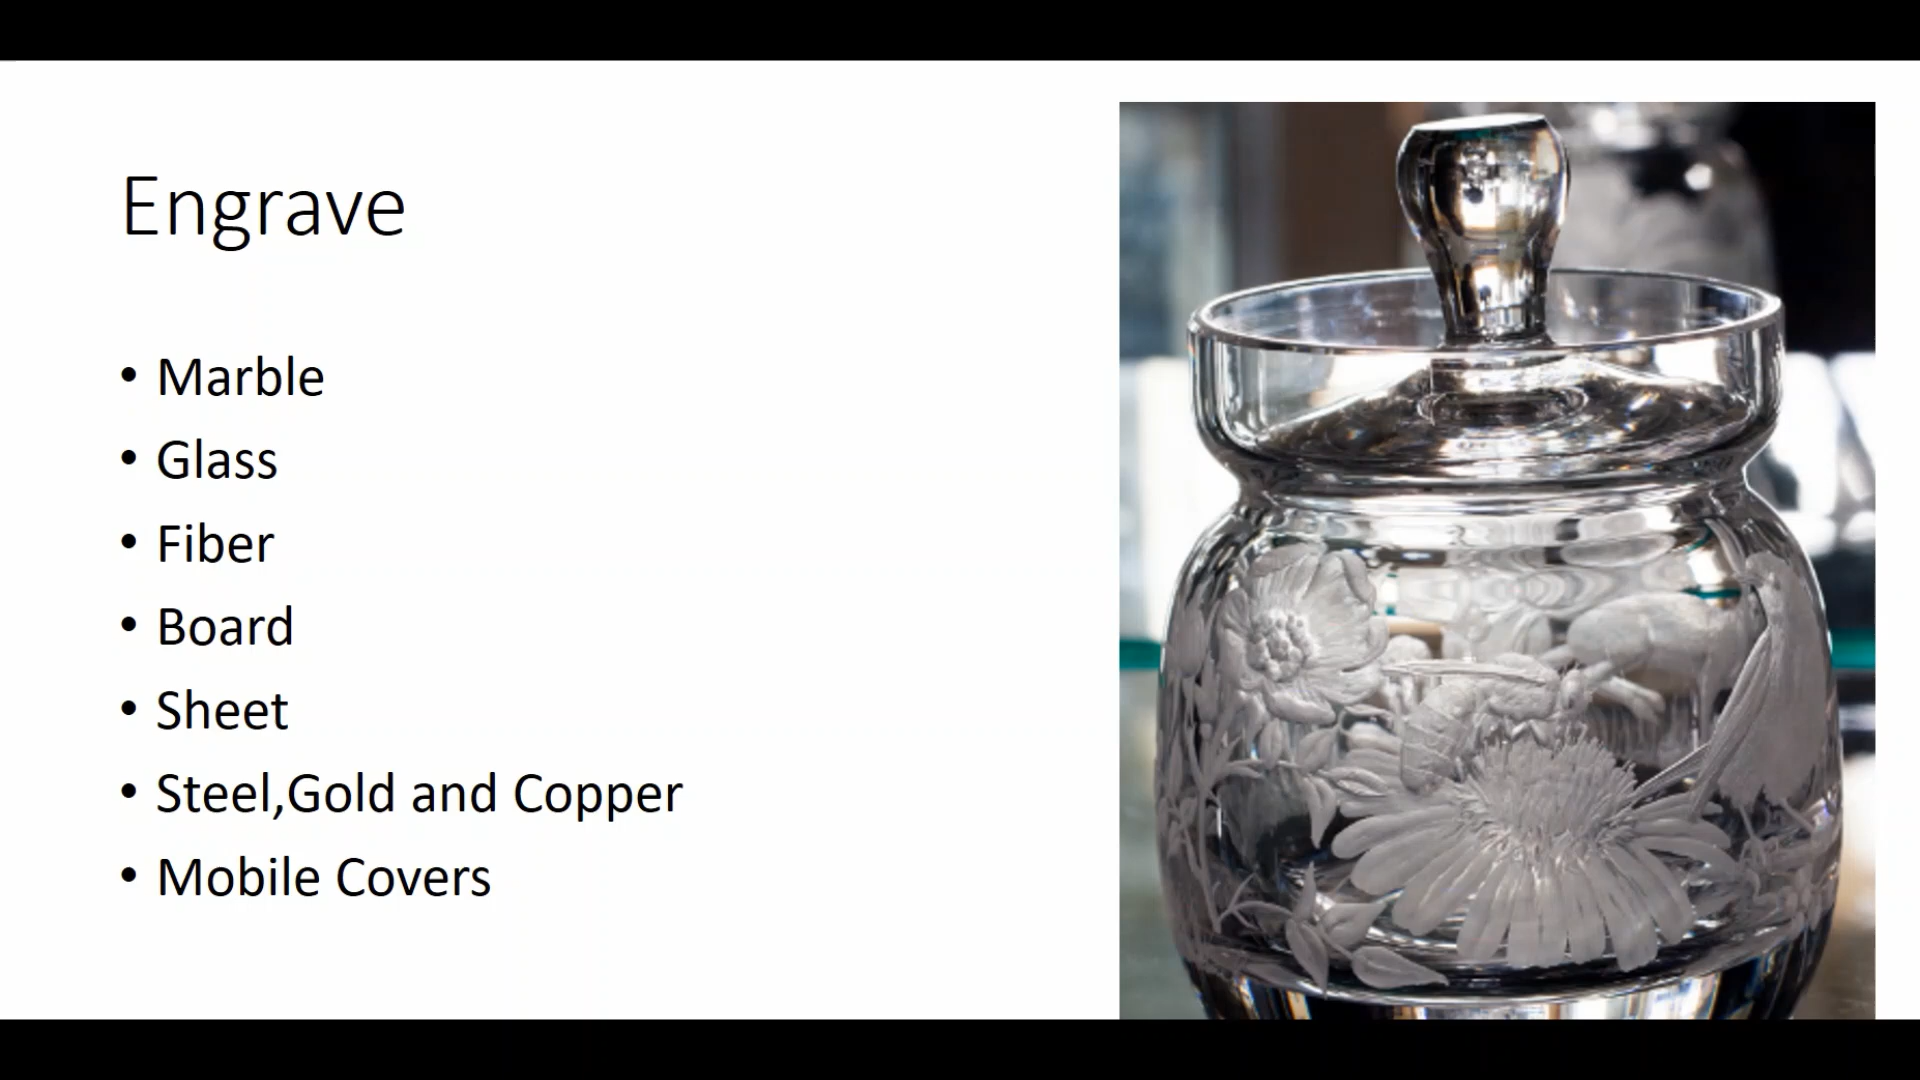 Engrave
• Marble
• Glass
• Fiber
• Board
• Sheet
• Steel,Gold and Copper
• Mobile Covers